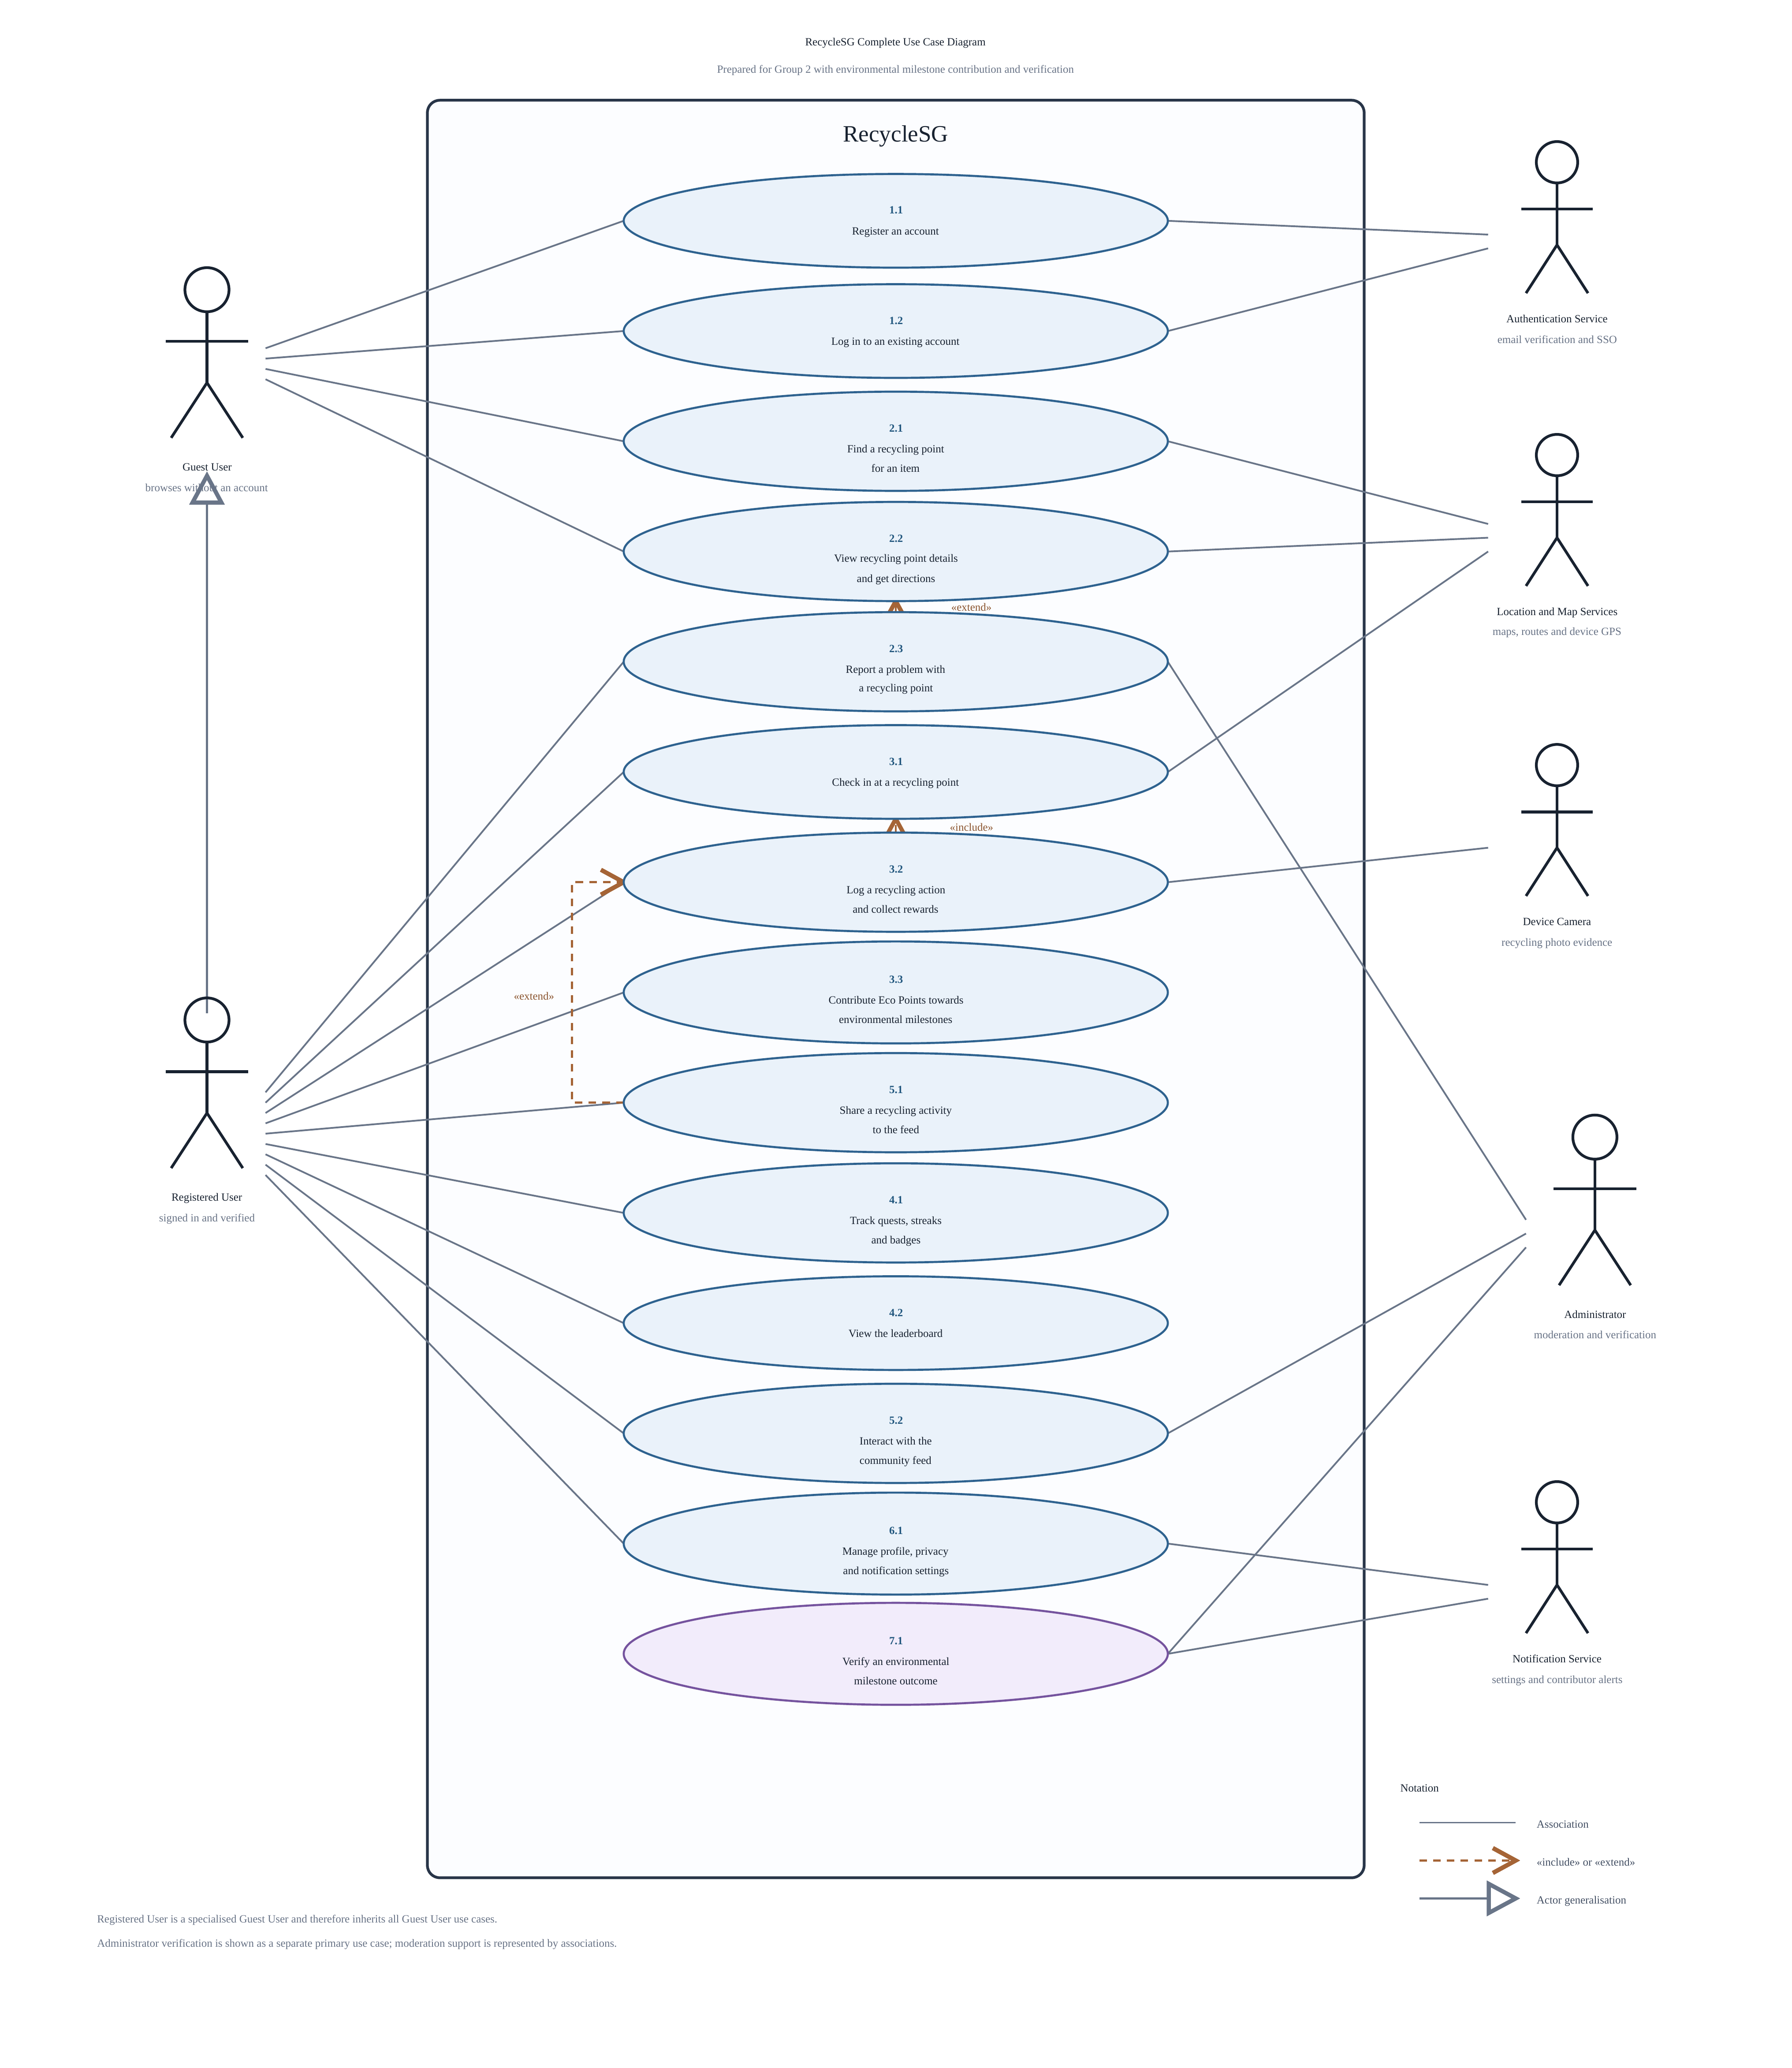 RecycleSG Complete Use Case Diagram
Prepared for Group 2 with environmental milestone contribution and verification
RecycleSG
1.1
Register an account
1.2
Log in to an existing account
2.1
Find a recycling point
for an item
2.2
View recycling point details
and get directions
«extend»
2.3
Report a problem with
a recycling point
3.1
Check in at a recycling point
«include»
3.2
Log a recycling action
and collect rewards
3.3
Contribute Eco Points towards
environmental milestones
«extend»
5.1
Share a recycling activity
to the feed
4.1
Track quests, streaks
and badges
4.2
View the leaderboard
5.2
Interact with the
community feed
6.1
Manage profile, privacy
and notification settings
7.1
Verify an environmental
milestone outcome
Guest User
browses without an account
Registered User
signed in and verified
Authentication Service
email verification and SSO
Location and Map Services
maps, routes and device GPS
Device Camera
recycling photo evidence
Administrator
moderation and verification
Notification Service
settings and contributor alerts
Notation
Association
«include» or «extend»
Actor generalisation
Registered User is a specialised Guest User and therefore inherits all Guest User use cases.
Administrator verification is shown as a separate primary use case; moderation support is represented by associations.